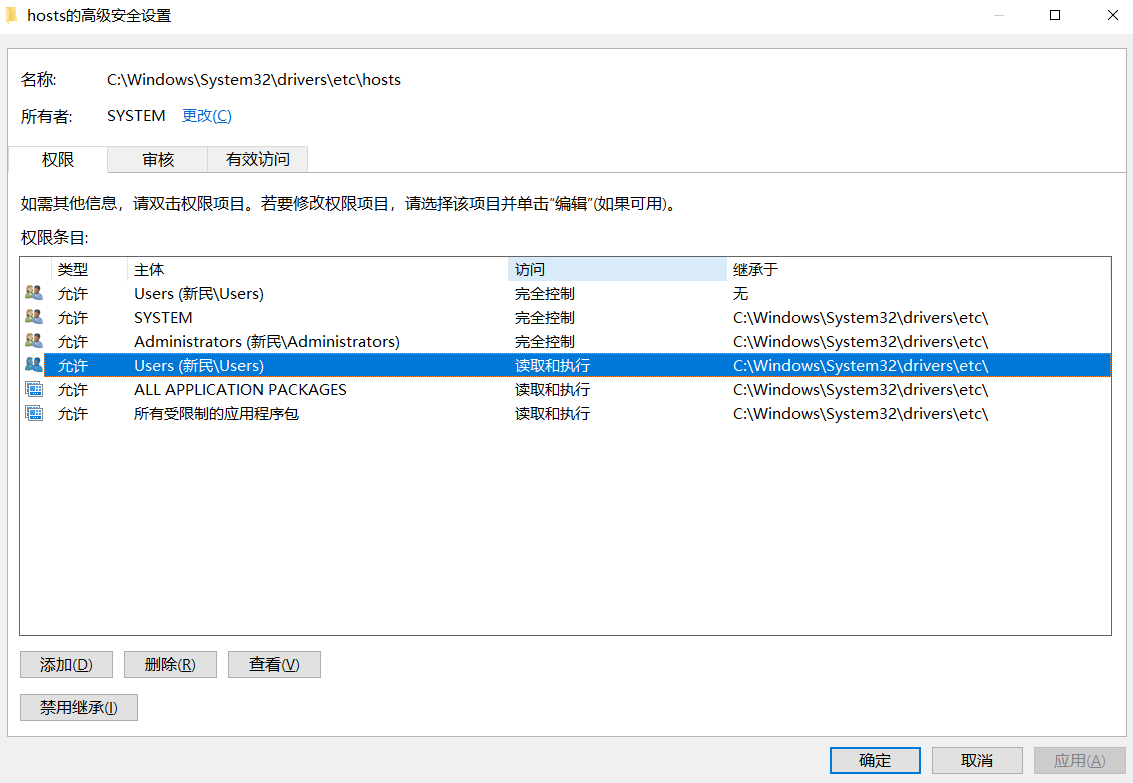 hosts的高级安全设置
名称: C:\Windows\System32\drivers\etc\hosts
所有者: SYSTEM 更改(C)
权限 审核 有效访问
如需其他信息，请双击权限项目。若要修改权限项目，请选择该项目并单击“编辑”(如果可用)。
权限条目:
类型 主体 访问 继承于
允许 Users (新民\Users) 完全控制 无
允许 SYSTEM 完全控制 C:\Windows\System32\drivers\etc\
允许 Administrators (新民\Administrators) 完全控制 C:\Windows\System32\drivers\etc\
允许 Users (新民\Users) 读取和执行 C:\Windows\System32\drivers\etc\
允许 ALL APPLICATION PACKAGES 读取和执行 C:\Windows\System32\drivers\etc\
允许 所有受限制的应用程序包 读取和执行 C:\Windows\System32\drivers\etc\
添加(D) 删除(R) 查看(V)
禁用继承(I)
确定 取消 应用(A)